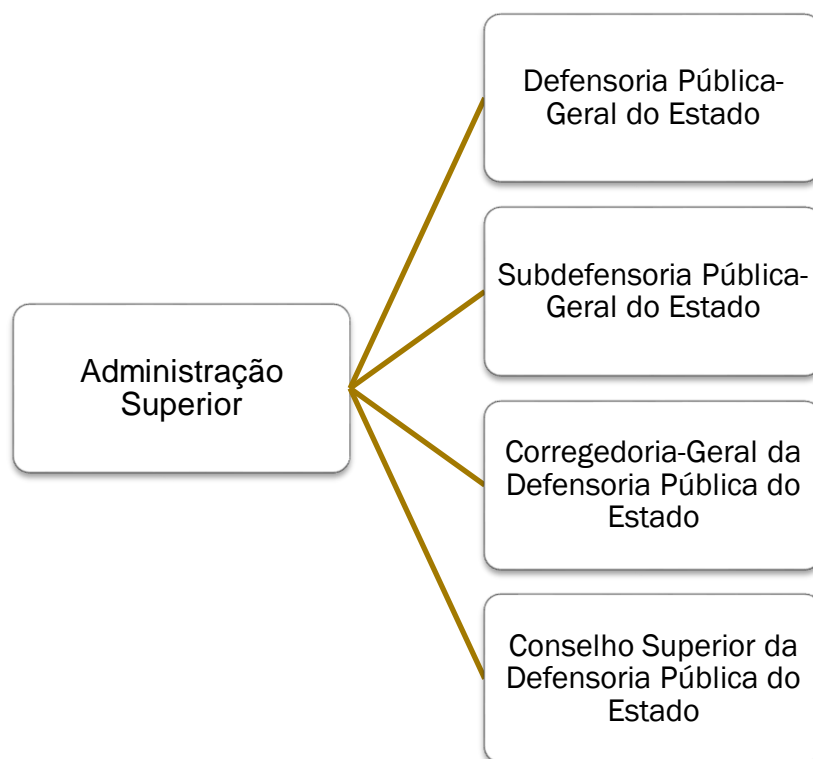 Defensoria Pública-
Geral do Estado
Subdefensoria Pública-
Geral do Estado
Administração
Superior
Corregedoria-Geral da
Defensoria Pública do
Estado
Conselho Superior da
Defensoria Pública do
Estado